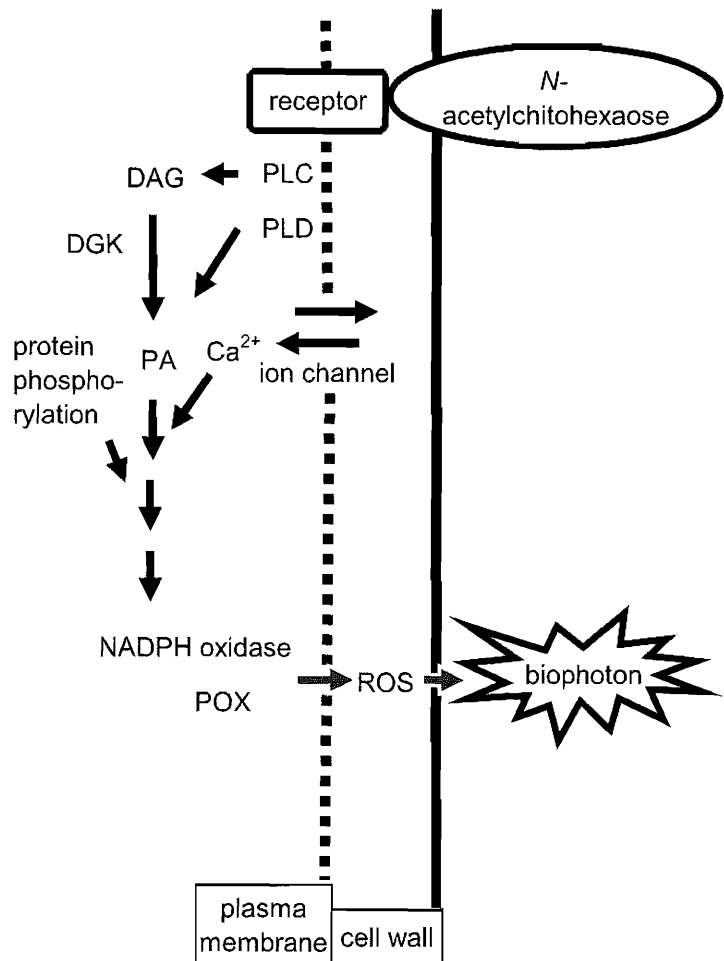 receptor
N-
acetylchitohexaose
DAG
PLC
DGK
PLD
protein
phospho-
rylation
PA
Ca²⁺
ion channel
NADPH oxidase
POX
ROS
biophoton
plasma
membrane
cell wall